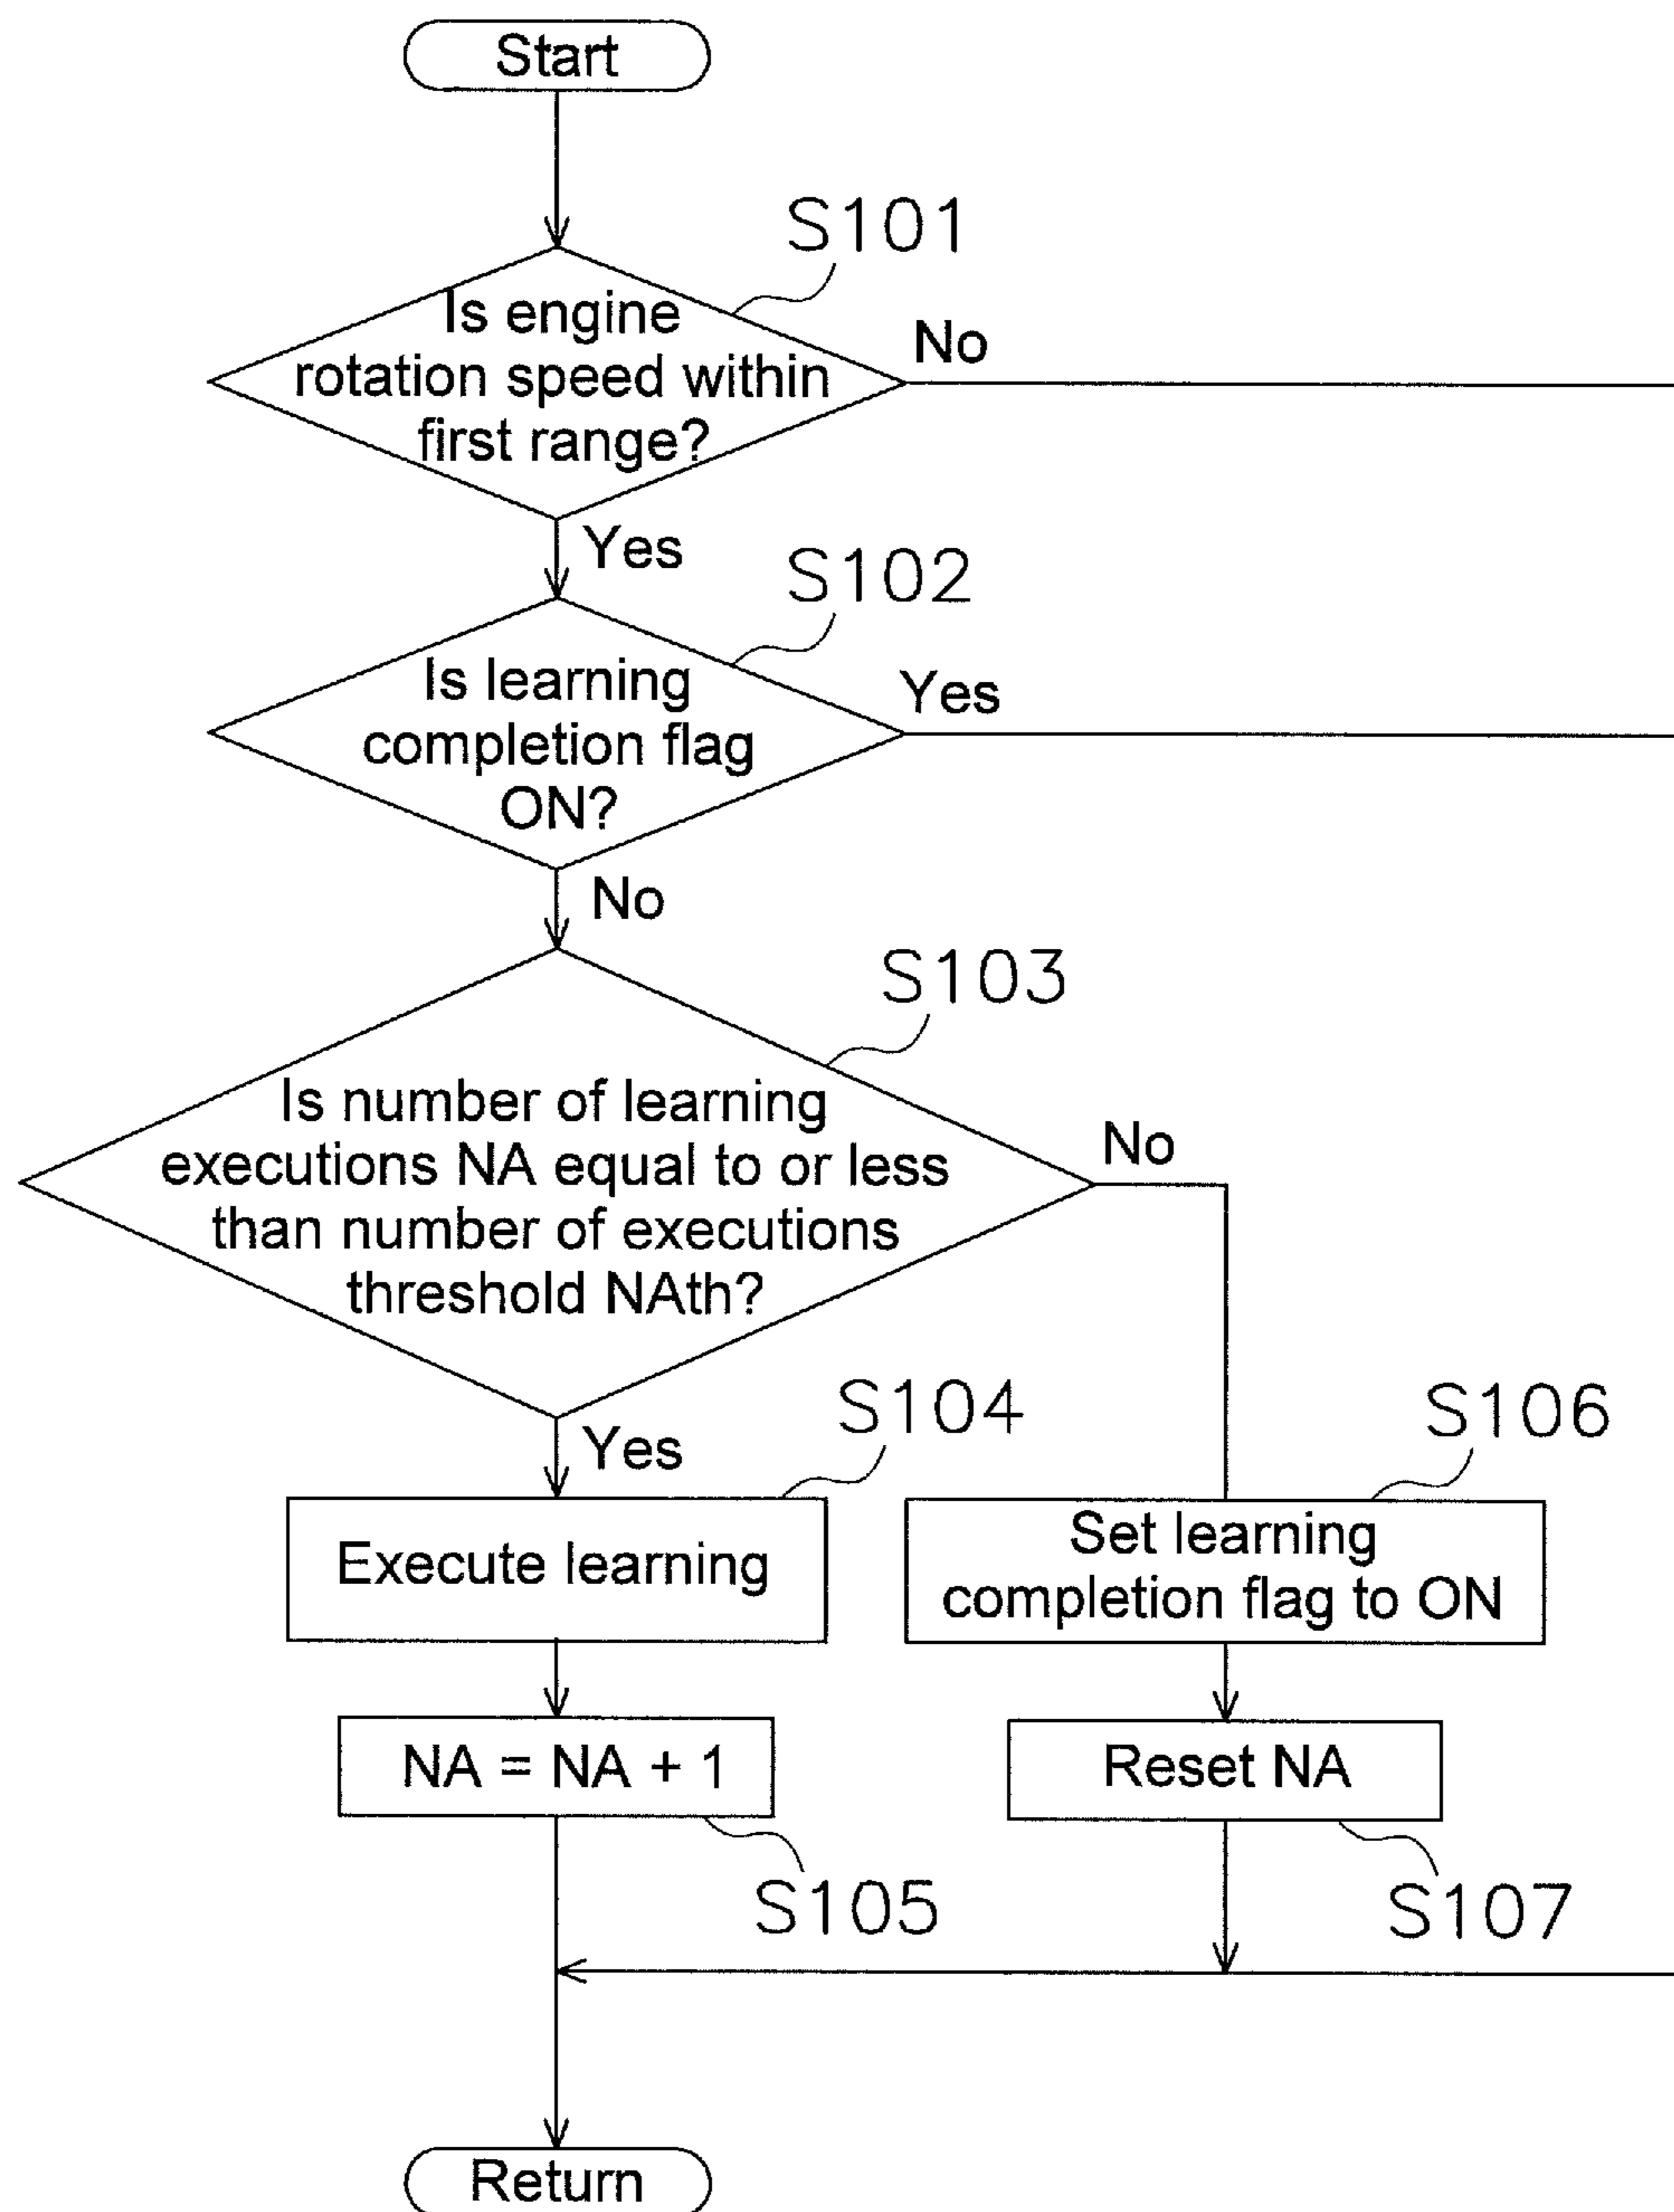 Start
S101
Is engine
rotation speed within
first range?
No
Yes
S102
Is learning
completion flag
ON?
Yes
No
S103
Is number of learning
executions NA equal to or less
than number of executions
threshold NAth?
No
Yes
S104
Execute learning
S106
Set learning
completion flag to ON
NA = NA + 1
S105
Reset NA
S107
Return